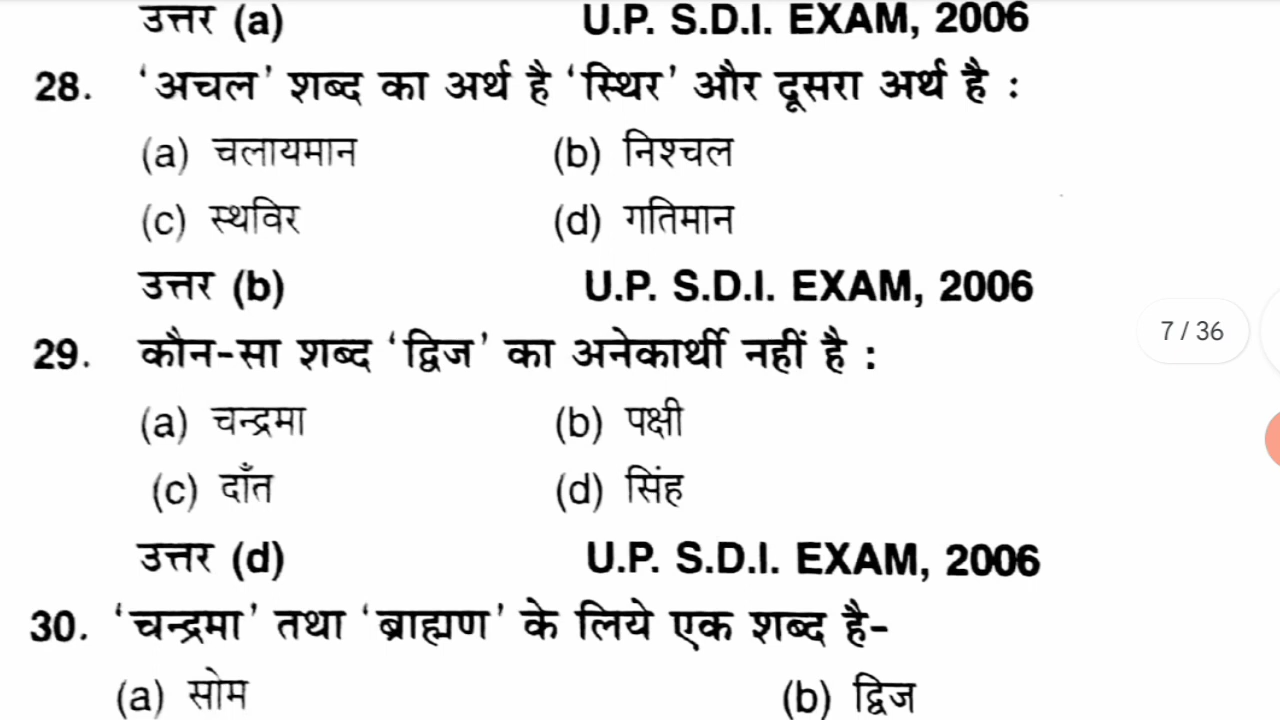 उत्तर (a) U.P. S.D.I. EXAM, 2006
28. 'अचल' शब्द का अर्थ है 'स्थिर' और दूसरा अर्थ है :
(a) चलायमान (b) निश्चल
(c) स्थविर (d) गतिमान
उत्तर (b) U.P. S.D.I. EXAM, 2006
7 / 36
29. कौन-सा शब्द 'द्विज' का अनेकार्थी नहीं है :
(a) चन्द्रमा (b) पक्षी
(c) दाँत (d) सिंह
उत्तर (d) U.P. S.D.I. EXAM, 2006
30. 'चन्द्रमा' तथा 'ब्राह्मण' के लिये एक शब्द है-
(a) सोम (b) द्विज